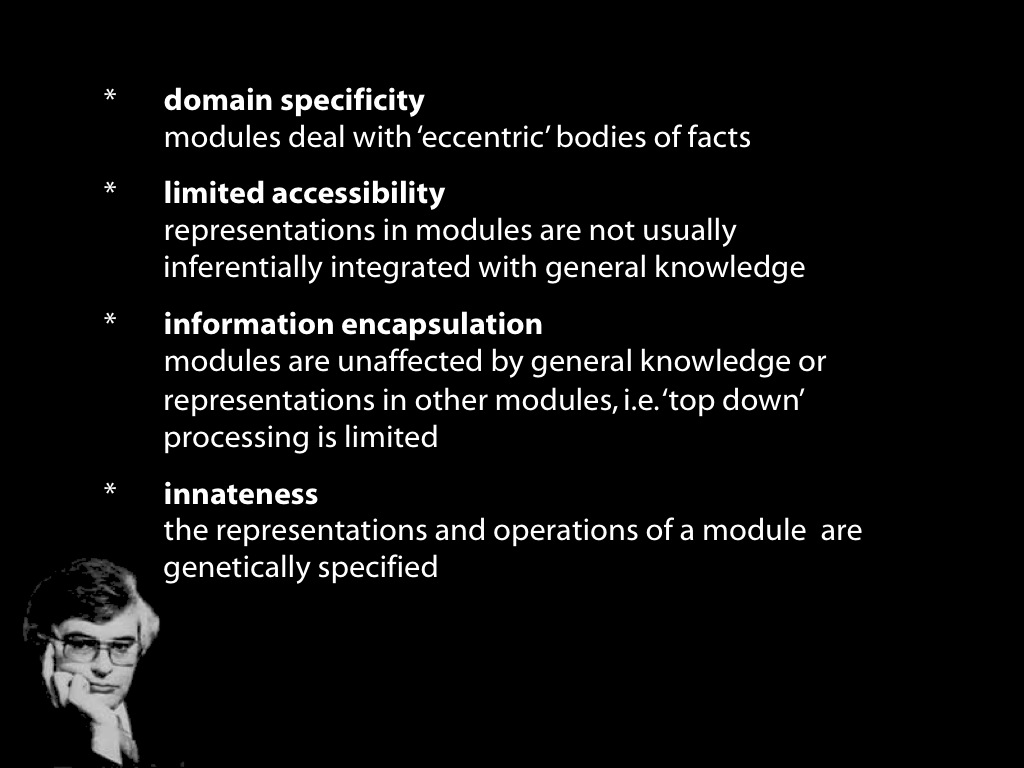 * domain specificity
modules deal with ‘eccentric’ bodies of facts
* limited accessibility
representations in modules are not usually
inferentially integrated with general knowledge
* information encapsulation
modules are unaffected by general knowledge or
representations in other modules, i.e. ‘top down’
processing is limited
* innateness
the representations and operations of a module are
genetically specified